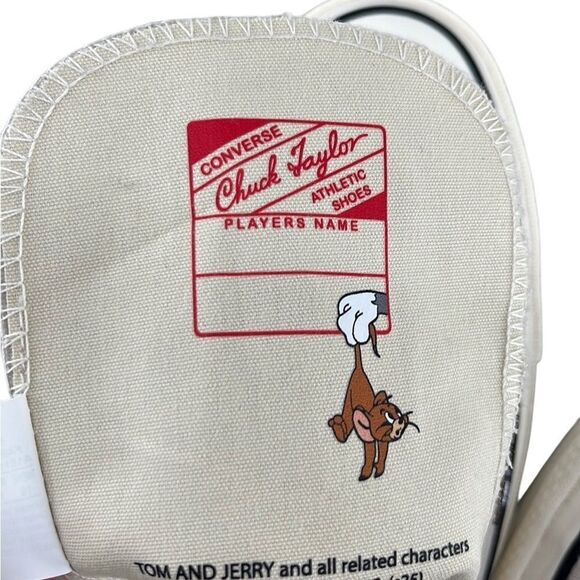 CONVERSE
Chuck Taylor
ATHLETIC
SHOES
PLAYERS NAME
TOM AND JERRY and all related characters